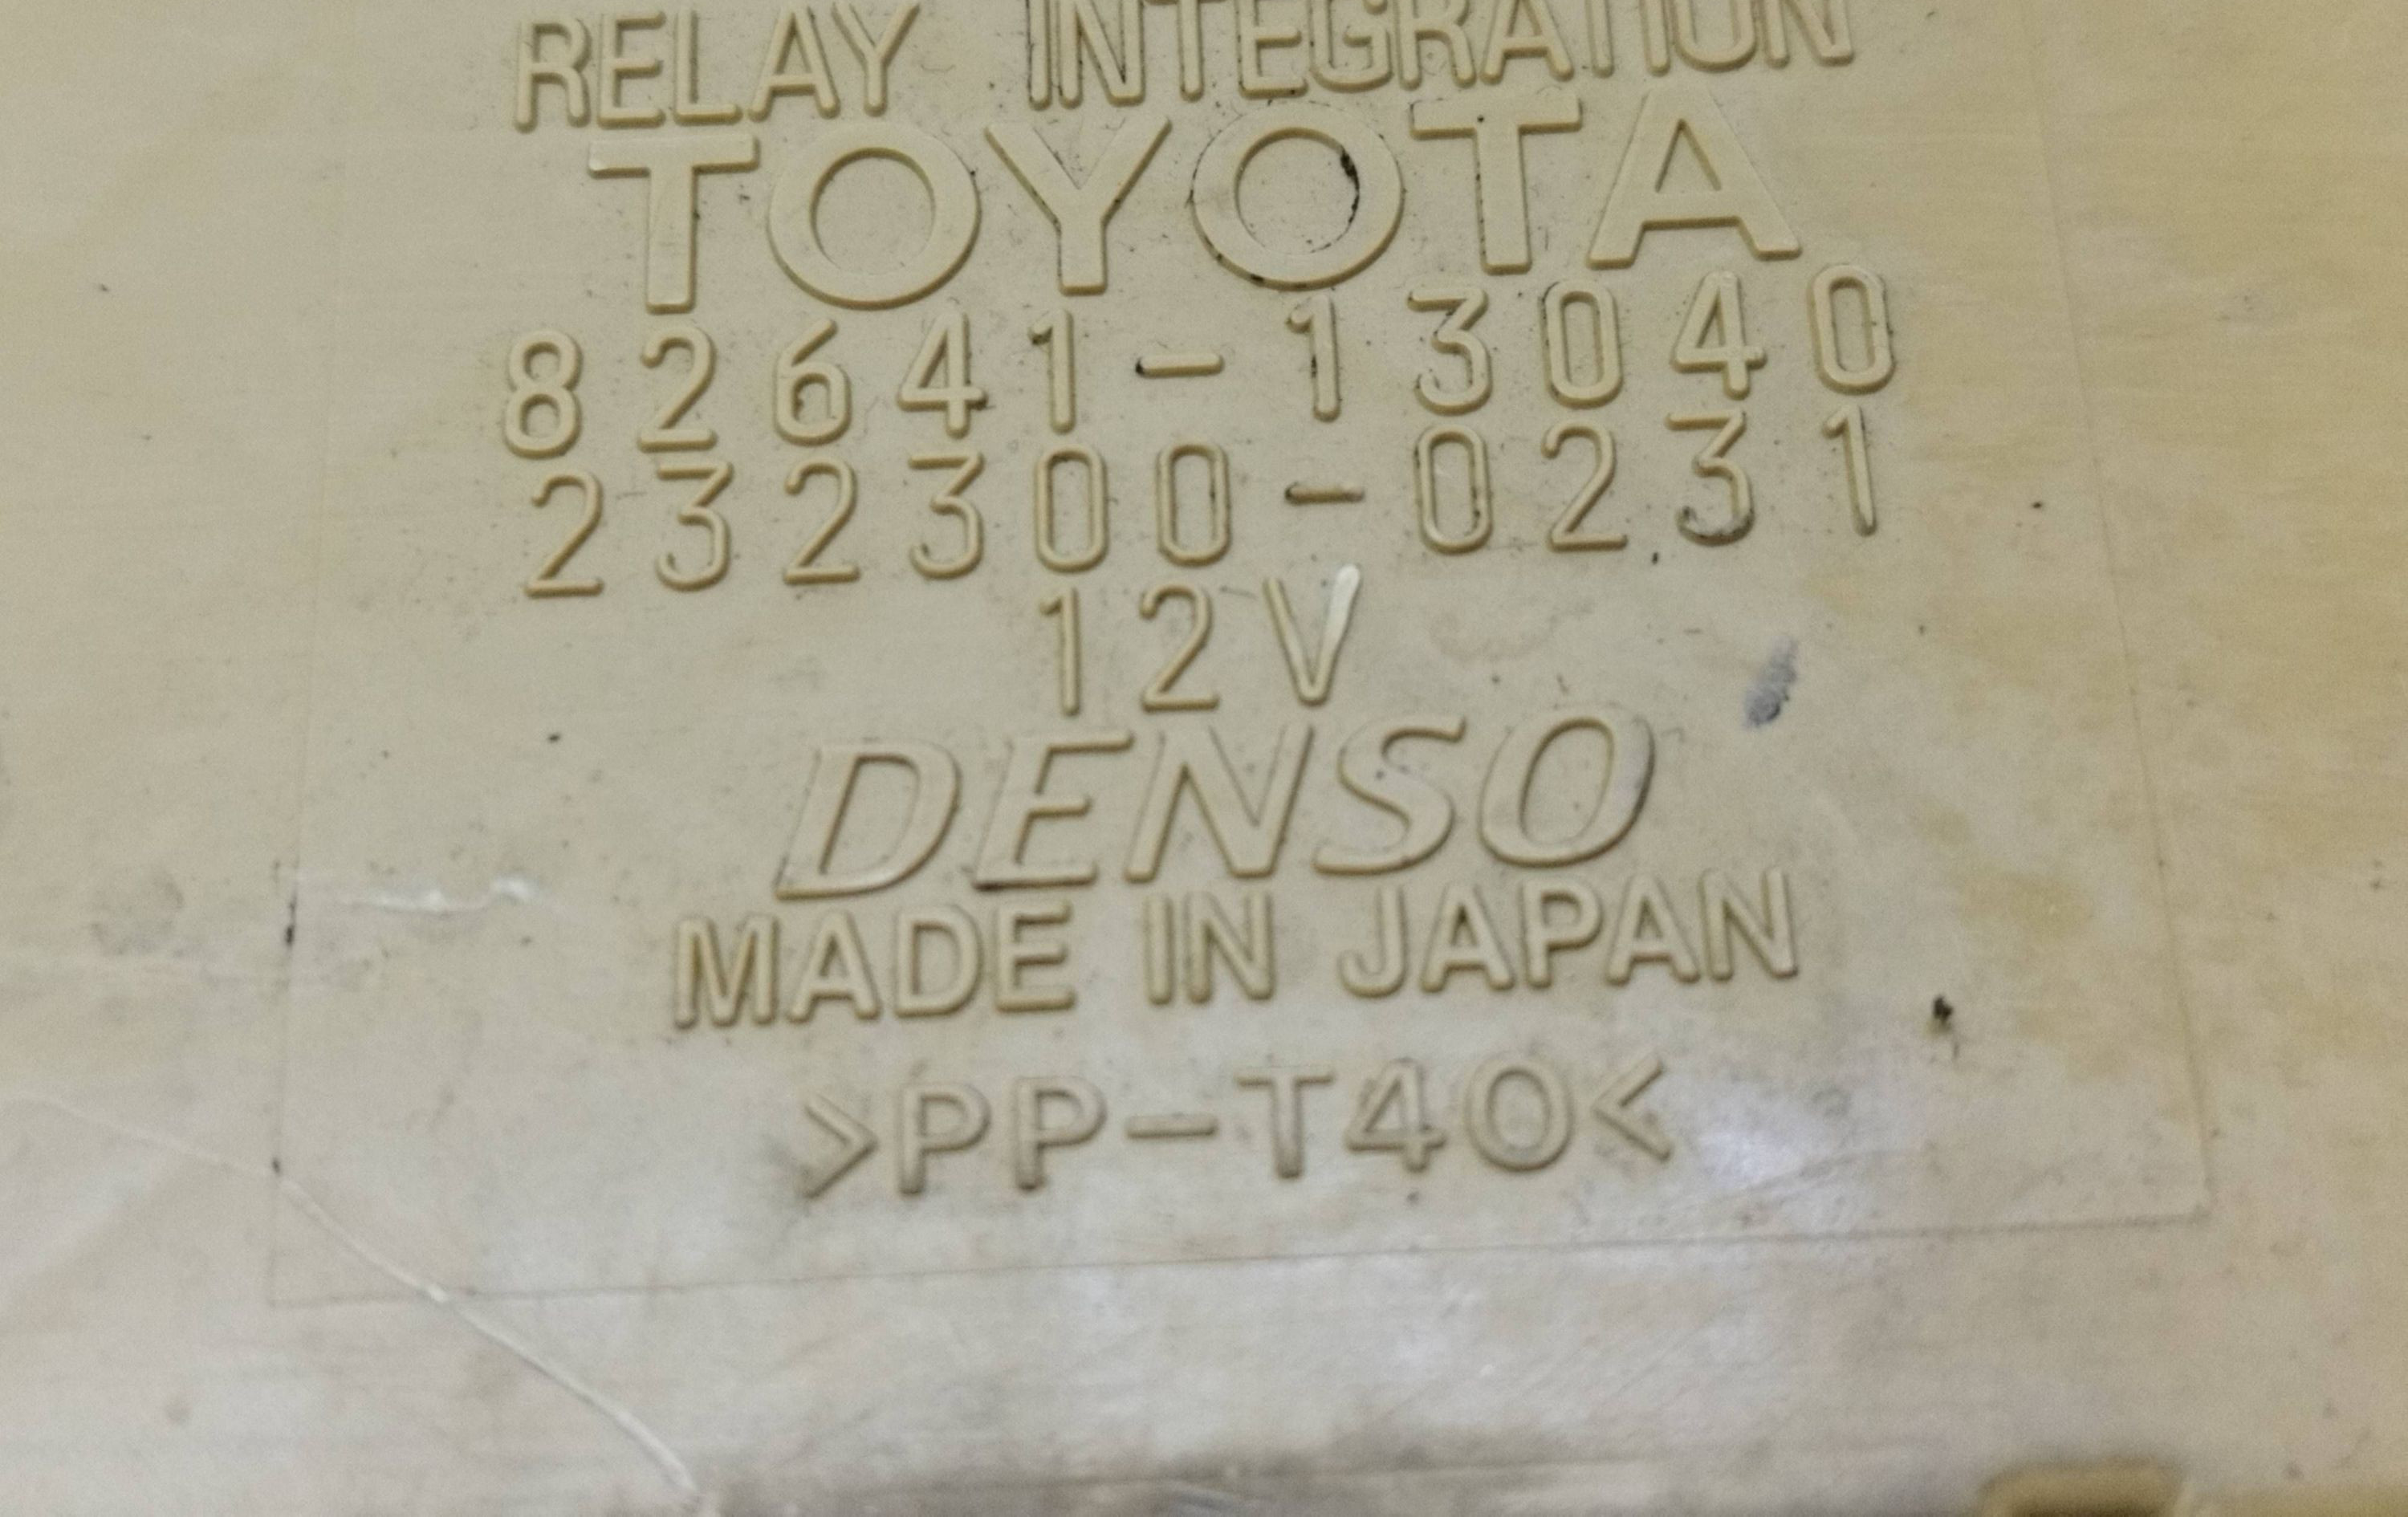 RELAY INTEGRATION
TOYOTA
82641-13040
232300-0231
12V
DENSO
MADE IN JAPAN
>PP-T40<